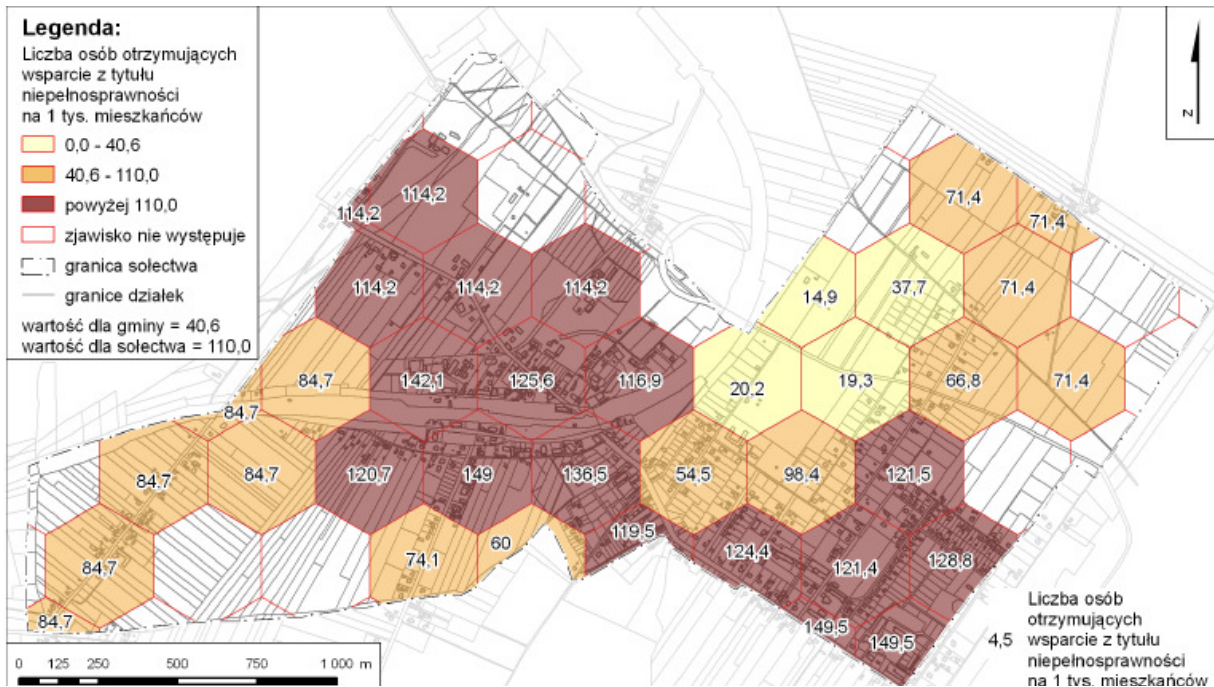 Legenda:
Liczba osób otrzymujących
wsparcie z tytułu
niepełnosprawności
na 1 tys. mieszkańców
0,0 - 40,6
40,6 - 110,0
powyżej 110,0
zjawisko nie występuje
granica sołectwa
granice działek
wartość dla gminy = 40,6
wartość dla sołectwa = 110,0
N
114,2
114,2
71,4
71,4
114,2
114,2
114,2
14,9
37,7
71,4
84,7
142,1
125,6
116,9
20,2
19,3
66,8
71,4
84,7
84,7
84,7
120,7
149
136,5
54,5
98,4
121,5
84,7
74,1
60
119,5
124,4
121,4
128,8
84,7
149,5
149,5
0 125 250 500 750 1 000 m
Liczba osób
otrzymujących
4,5 wsparcie z tytułu
niepełnosprawności
na 1 tys. mieszkańców